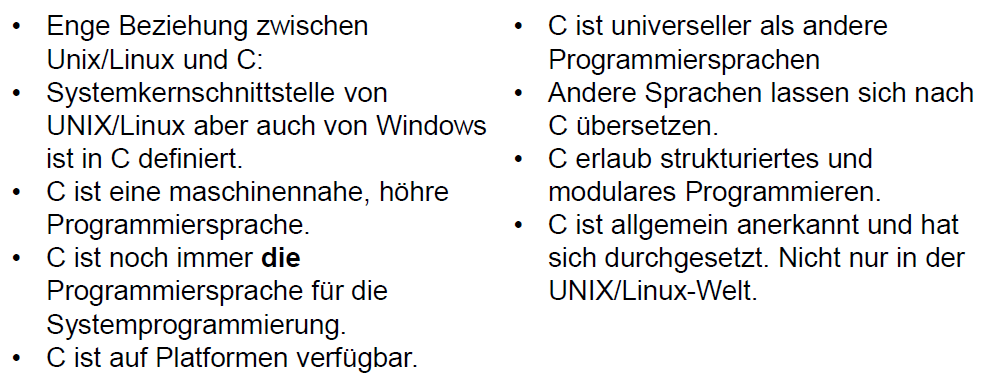 • Enge Beziehung zwischen
Unix/Linux und C:
• Systemkernschnittstelle von
UNIX/Linux aber auch von Windows
ist in C definiert.
• C ist eine maschinennahe, höhre
Programmiersprache.
• C ist noch immer die
Programmiersprache für die
Systemprogrammierung.
• C ist auf Platformen verfügbar.
• C ist universeller als andere
Programmiersprachen
• Andere Sprachen lassen sich nach
C übersetzen.
• C erlaub strukturiertes und
modulares Programmieren.
• C ist allgemein anerkannt und hat
sich durchgesetzt. Nicht nur in der
UNIX/Linux-Welt.